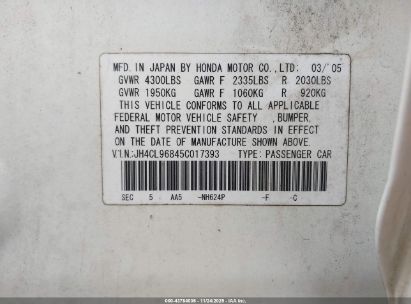 MFD. IN JAPAN BY HONDA MOTOR CO., LTD. 03/'05
GVWR 4300LBS GAWR F 2335LBS R 2030LBS
GVWR 1950KG GAWR F 1060KG R 920KG
THIS VEHICLE CONFORMS TO ALL APPLICABLE
FEDERAL MOTOR VEHICLE SAFETY , BUMPER,
AND THEFT PREVENTION STANDARDS IN EFFECT
ON THE DATE OF MANUFACTURE SHOWN ABOVE.
V.I.N:JH4CL96845C017393 TYPE: PASSENGER CAR
SEC 5 AA5 -NH624P -F -C